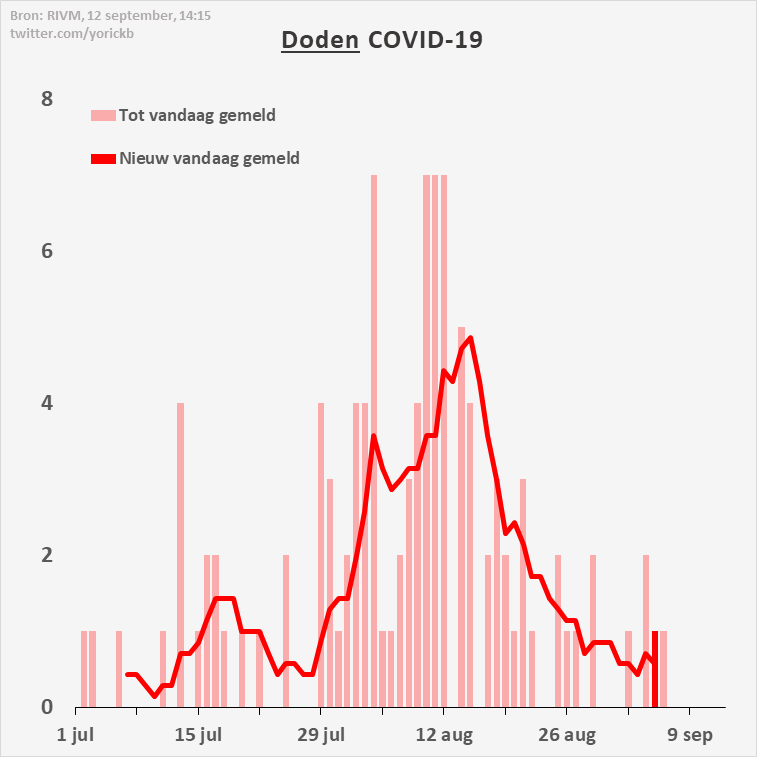 Bron: RIVM, 12 september, 14:15
twitter.com/yorickb
Doden COVID-19
8
Tot vandaag gemeld
Nieuw vandaag gemeld
6
4
2
0
1 jul 15 jul 29 jul 12 aug 26 aug 9 sep